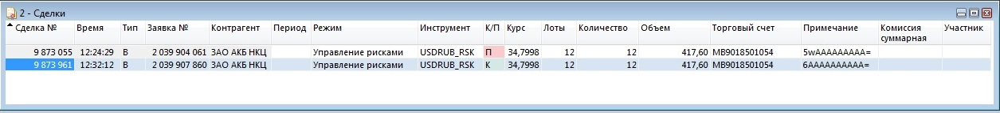 2 - Сделки
Сделка № Время Тип Заявка № Контрагент Период Режим Инструмент К/П Курс Лоты Количество Объем Торговый счет Примечание Комиссия суммарная Участник
9 873 055 12:24:29 В 2 039 904 061 ЗАО АКБ НКЦ Управление рисками USDRUB_RSK П 34,7998 12 12 417,60 MB9018501054 5wAAAAAAAAA=
9 873 961 12:32:12 В 2 039 907 860 ЗАО АКБ НКЦ Управление рисками USDRUB_RSK К 34,7998 12 12 417,60 MB9018501054 6AAAAAAAAAA=